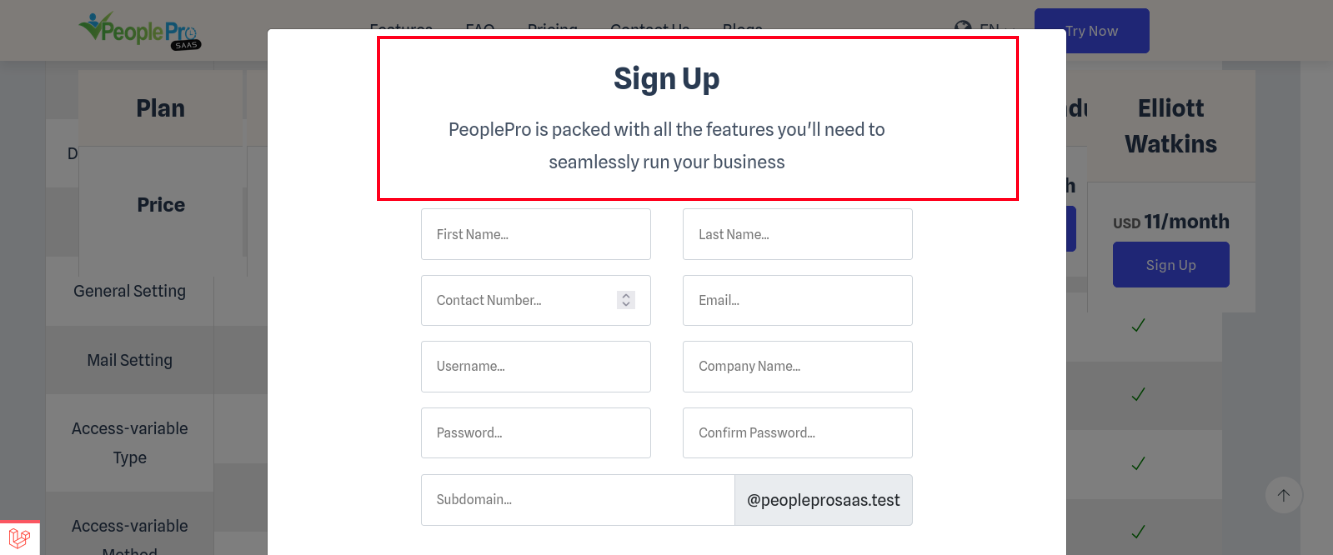 PeoplePro
SAAS
Features FAQ Pricing Contact Us Blogs
EN
Try Now
Sign Up
PeoplePro is packed with all the features you'll need to
seamlessly run your business
Plan
Elliott
Watkins
Price
USD 11/month
Sign Up
First Name...
Last Name...
General Setting
Contact Number...
Email...
Mail Setting
Username...
Company Name...
Access-variable
Type
Password...
Confirm Password...
Subdomain...
@peopleprosaas.test
Access-variable
Method